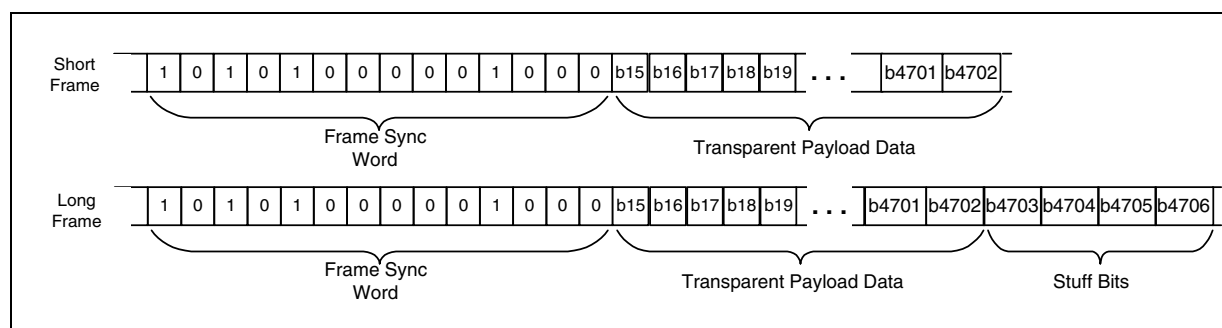 Short
Frame
1 0 1 0 1 0 0 0 0 0 1 0 0 0 b15 b16 b17 b18 b19 . . . b4701 b4702
Frame Sync
Word
Transparent Payload Data
Long
Frame
1 0 1 0 1 0 0 0 0 0 1 0 0 0 b15 b16 b17 b18 b19 . . . b4701 b4702 b4703 b4704 b4705 b4706
Frame Sync
Word
Transparent Payload Data
Stuff Bits